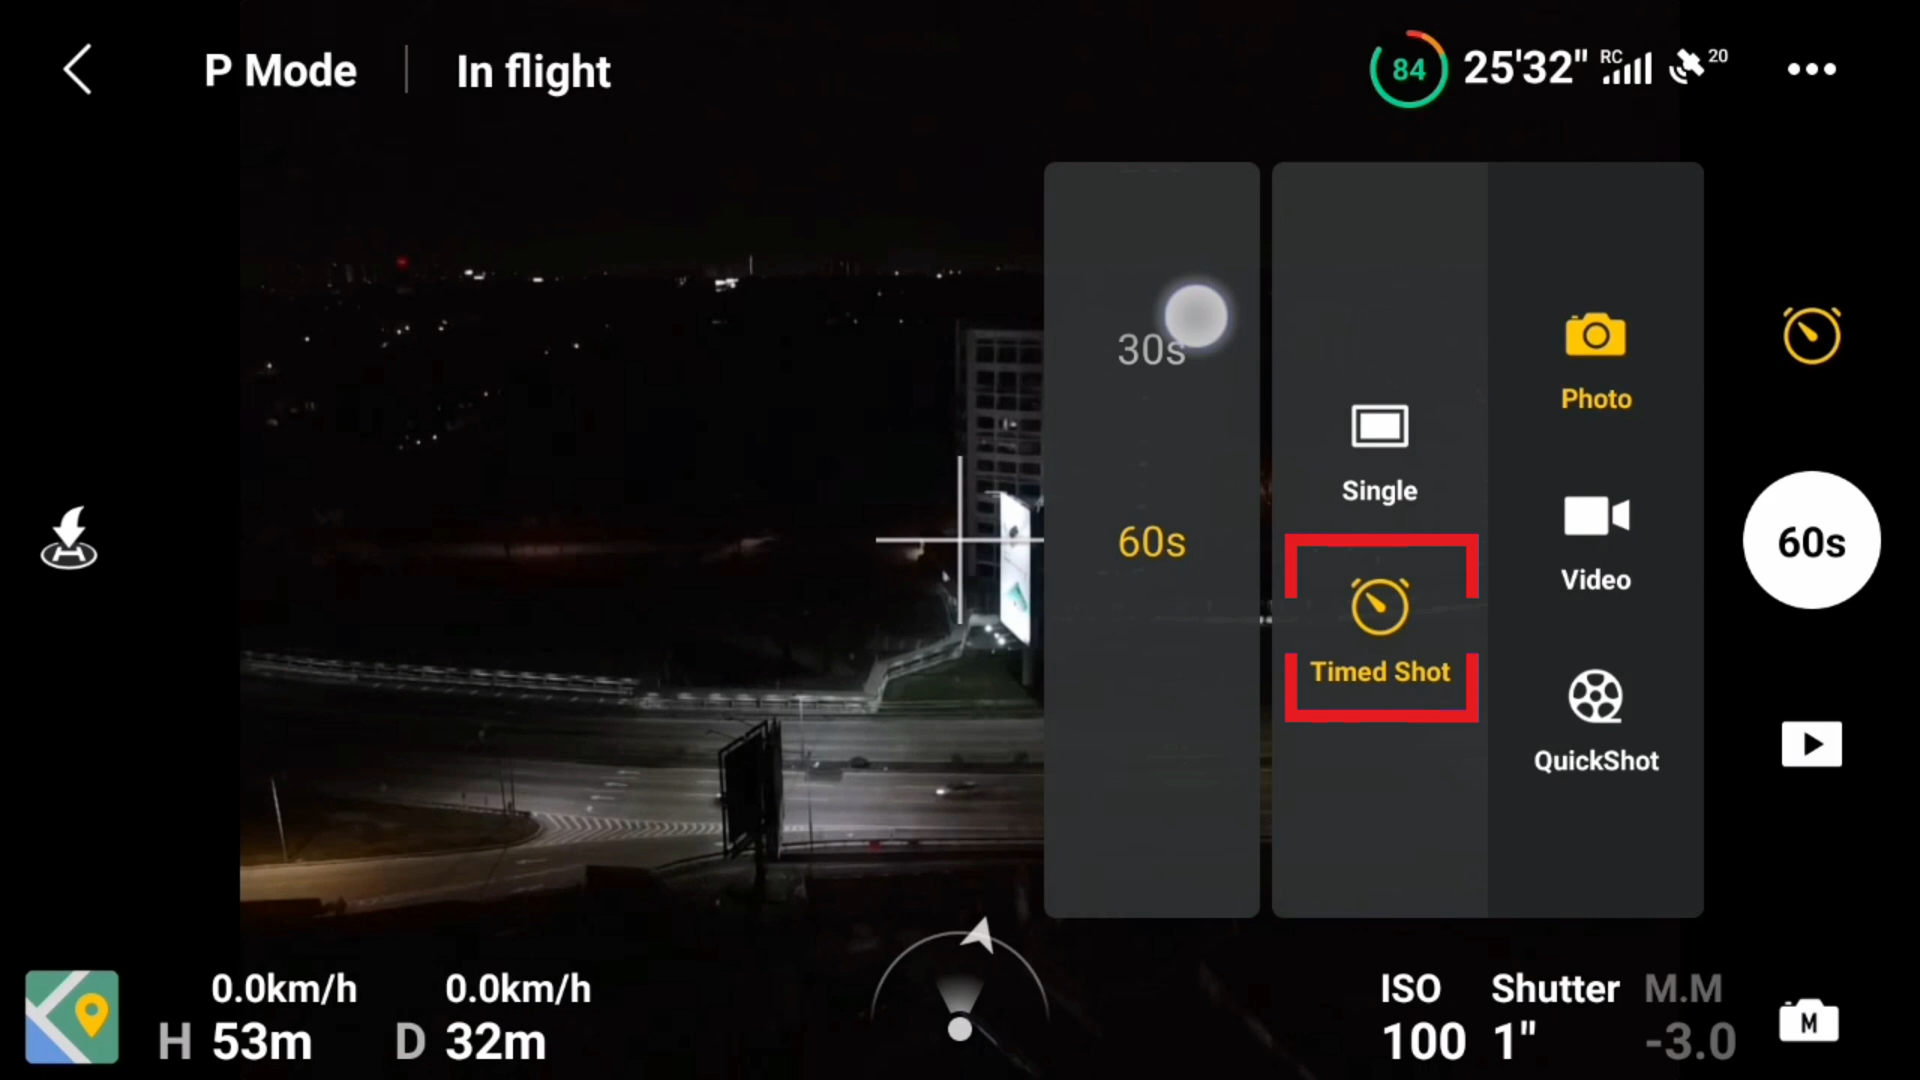 P Mode
In flight
84
25'32"
RC
20
30s
60s
Single
Timed Shot
Photo
Video
QuickShot
60s
0.0km/h
0.0km/h
H 53m
D 32m
ISO
100
Shutter
1"
M.M
-3.0
M